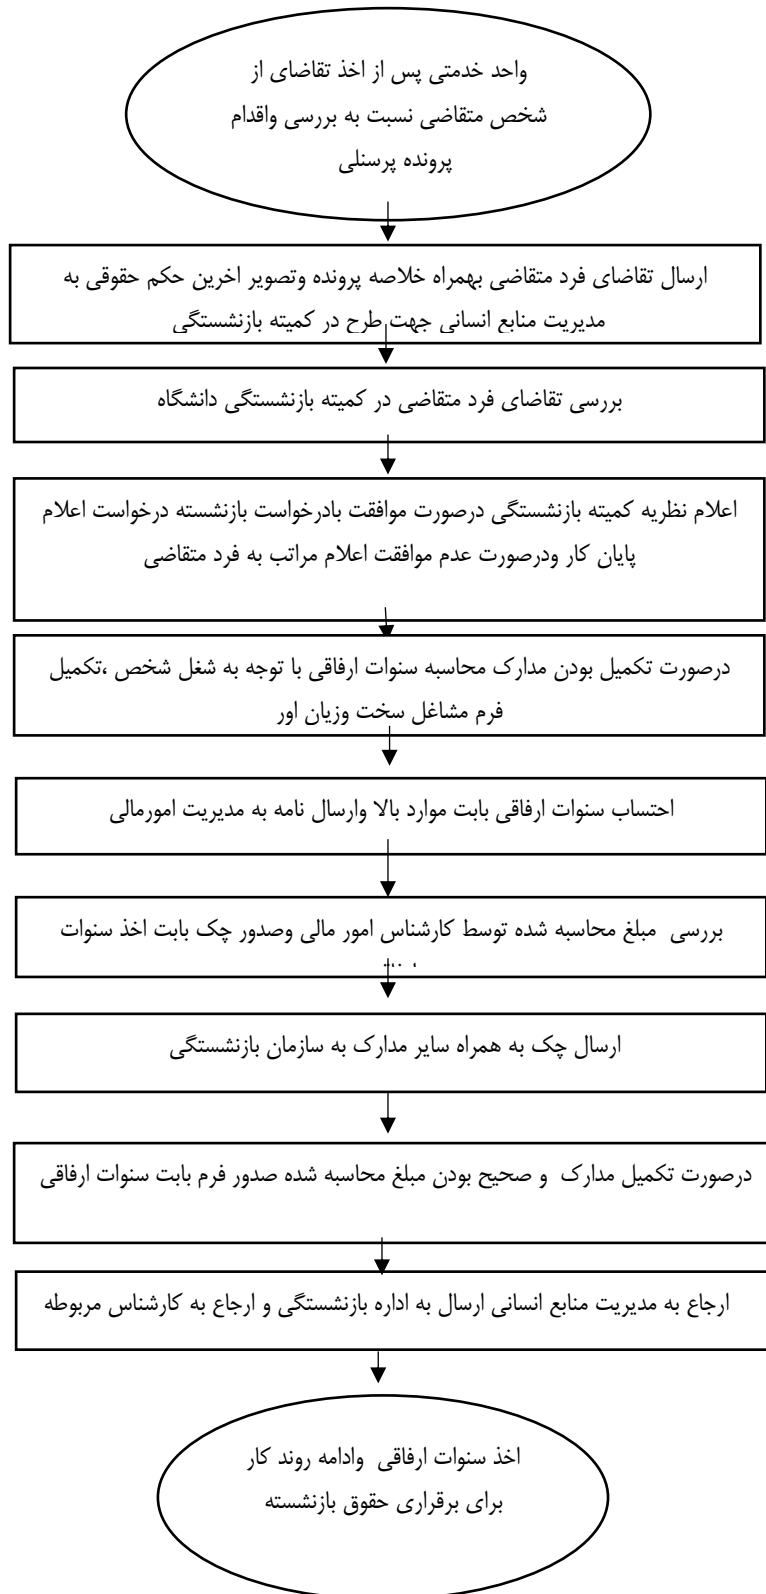 واحد خدمتی پس از اخذ تقاضای از
شخص متقاضی نسبت به بررسی واقدام
پرونده پرسنلی
ارسال تقاضای فرد متقاضی بهمراه خلاصه پرونده وتصویر اخرین حکم حقوقی به
مدیریت منابع انسانی جهت طرح در کمیته بازنشستگی
بررسی تقاضای فرد متقاضی در کمیته بازنشستگی دانشگاه
اعلام نظریه کمیته بازنشستگی درصورت موافقت بادرخواست بازنشسته درخواست اعلام
پایان کار ودرصورت عدم موافقت اعلام مراتب به فرد متقاضی
درصورت تکمیل بودن مدارک محاسبه سنوات ارفاقی با توجه به شغل شخص ،تکمیل
فرم مشاغل سخت وزیان اور
احتساب سنوات ارفاقی بابت موارد بالا وارسال نامه به مدیریت امورمالی
بررسی مبلغ محاسبه شده توسط کارشناس امور مالی وصدور چک بابت اخذ سنوات
ارسال چک به همراه سایر مدارک به سازمان بازنشستگی
درصورت تکمیل مدارک و صحیح بودن مبلغ محاسبه شده صدور فرم بابت سنوات ارفاقی
ارجاع به مدیریت منابع انسانی ارسال به اداره بازنشستگی و ارجاع به کارشناس مربوطه
اخذ سنوات ارفاقی وادامه روند کار
برای برقراری حقوق بازنشسته